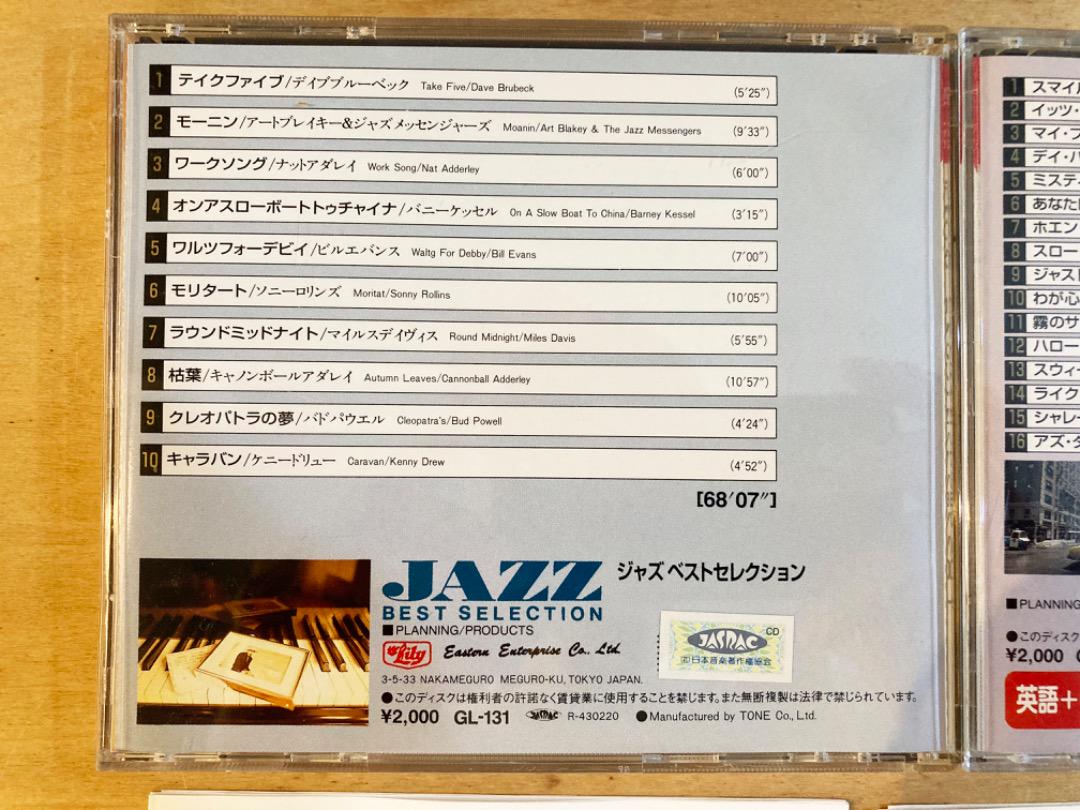 1 テイクファイブ/デイブブルーベック Take Five/Dave Brubeck (5'25")
2 モーニン/アートブレイキー&ジャズメッセンジャーズ Moanin/Art Blakey & The Jazz Messengers (9'33")
3 ワークソング/ナットアダレイ Work Song/Nat Adderley (6'00")
4 オンアスローボートトゥチャイナ/バニーケッセル On A Slow Boat To China/Barney Kessel (3'15")
5 ワルツフォーデビイ/ビルエバンス Waltg For Debby/Bill Evans (7'00")
6 モリタート/ソニーロリンズ Moritat/Sonny Rollins (10'05")
7 ラウンドミッドナイト/マイルスデイヴィス Round Midnight/Miles Davis (5'55")
8 枯葉/キャノンボールアダレイ Autumn Leaves/Cannonball Adderley (10'57")
9 クレオパトラの夢/バドパウエル Cleopatra's/Bud Powell (4'24")
10 キャラバン/ケニードリュー Caravan/Kenny Drew (4'52")
[68'07"]
JAZZ ジャズ ベストセレクション
BEST SELECTION
■PLANNING/PRODUCTS
Lily Eastern Enterprise Co., Ltd.
3-5-33 NAKAMEGURO MEGURO-KU, TOKYO JAPAN.
●このディスクは権利者の許諾なく賃貸業に使用することを禁じます。また無断複製は法律で禁じられています。
¥2,000 GL-131 JASRAC R-430220 ●Manufactured by TONE Co., Ltd.
CD
JASRAC
日本音楽著作権協会
1 スマイル
2 イッツ・
3 マイ・フ
4 デイ・バ
5 ミステ
6 あなた
7 ホエン
8 スロー
9 ジャスト
10 わが心
11 霧のサ
12 ハロー
13 スウィー
14 ライク
15 シャレー
16 アズ・タ
■PLANNING
●このディスク
¥2,000
英語+